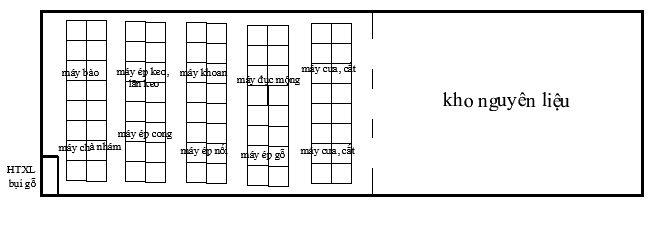 máy bào
máy ép keo,
lăn keo
máy khoan
máy đục mộng
máy cưa, cắt
kho nguyên liệu
máy ép cong
máy chà nhám
máy ép nối
máy ép gỗ
máy cưa, cắt
HTXL
bụi gỗ